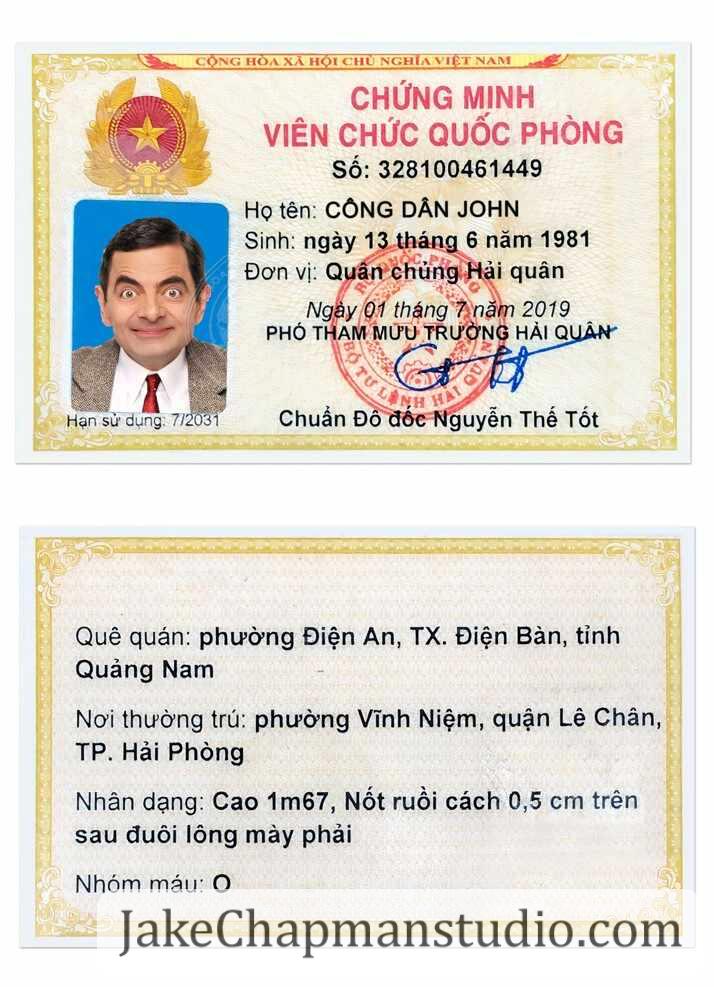 CỘNG HÒA XÃ HỘI CHỦ NGHĨA VIỆT NAM
CHỨNG MINH
VIÊN CHỨC QUỐC PHÒNG
Số: 328100461449
Họ tên: CÔNG DÂN JOHN
Sinh: ngày 13 tháng 6 năm 1981
Đơn vị: Quân chủng Hải quân
Ngày 01 tháng 7 năm 2019
PHÓ THAM MƯU TRƯỞNG HẢI QUÂN
BỘ QUỐC PHÒNG
BỘ TƯ LỆNH HẢI QUÂN
Hạn sử dụng: 7/2031
Chuẩn Đô đốc Nguyễn Thế Tốt
Quê quán: phường Điện An, TX. Điện Bàn, tỉnh
Quảng Nam
Nơi thường trú: phường Vĩnh Niệm, quận Lê Chân,
TP. Hải Phòng
Nhân dạng: Cao 1m67, Nốt ruồi cách 0,5 cm trên
sau đuôi lông mày phải
Nhóm máu: O
JakeChapmanstudio.com